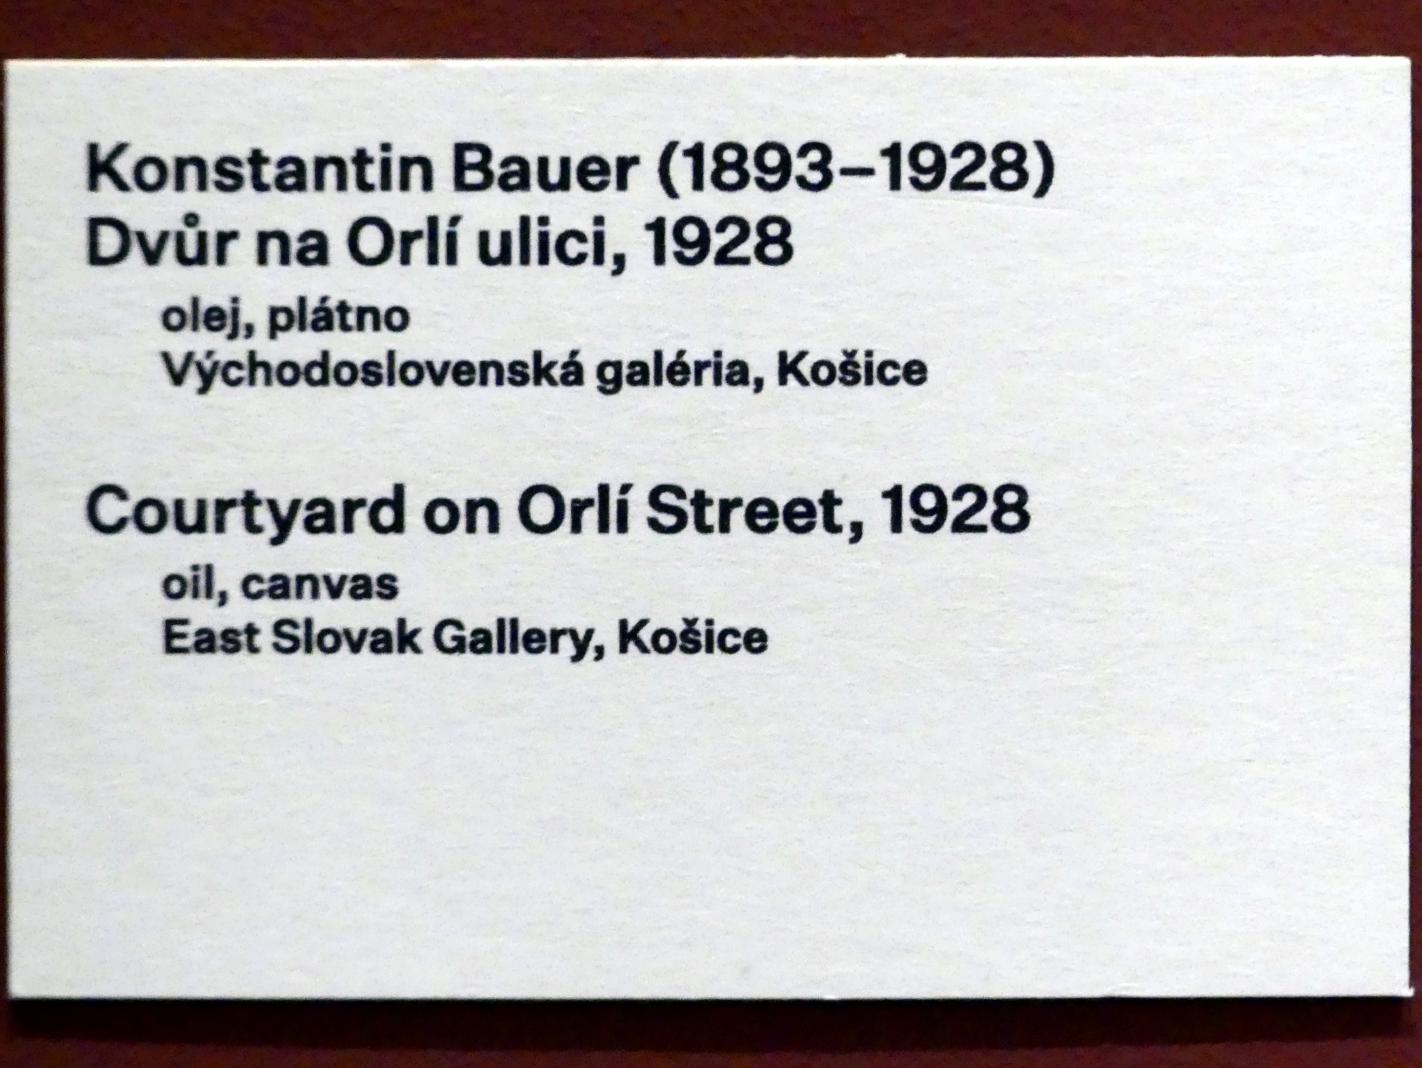 Konstantin Bauer (1893–1928)
Dvůr na Orlí ulici, 1928
olej, plátno
Východoslovenská galéria, Košice
Courtyard on Orlí Street, 1928
oil, canvas
East Slovak Gallery, Košice